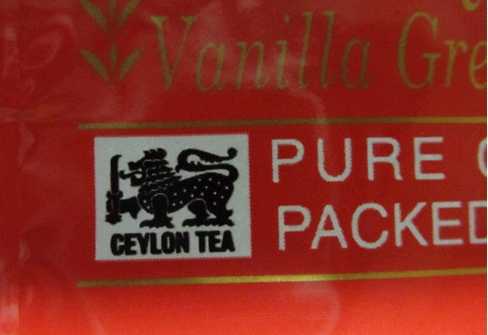 Vanilla Gre
PURE
PACKED
CEYLON TEA